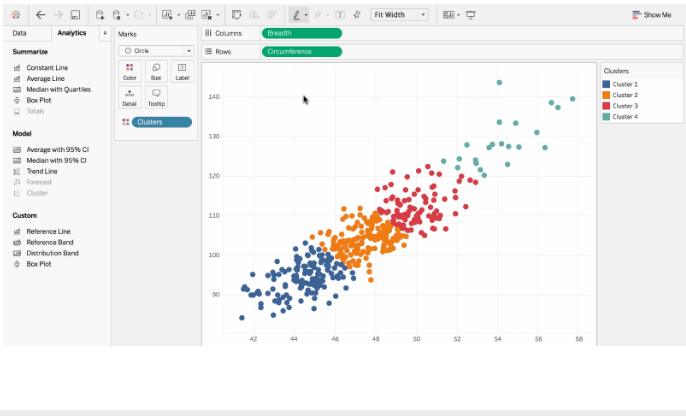 Fit Width
Show Me
Data
Analytics
Summarize
Constant Line
Average Line
Median with Quartiles
Box Plot
Totals
Model
Average with 95% CI
Median with 95% CI
Trend Line
Forecast
Cluster
Custom
Reference Line
Reference Band
Distribution Band
Box Plot
Marks
Circle
Color
Size
Label
Detail
Tooltip
Clusters
Columns
Breadth
Rows
Circumference
140
130
120
110
100
90
42 44 46 48 50 52 54 56 58
Clusters
Cluster 1
Cluster 2
Cluster 3
Cluster 4